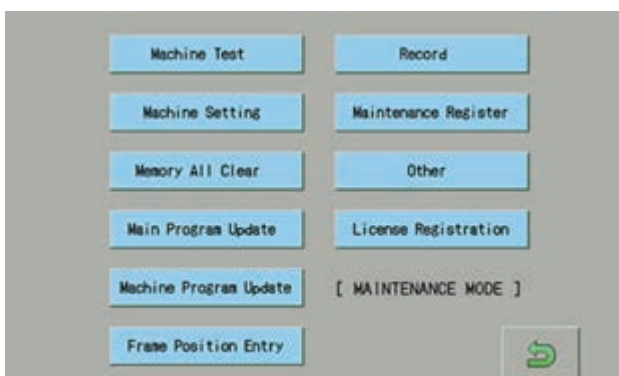 Machine Test
Record
Machine Setting
Maintenance Register
Memory All Clear
Other
Main Program Update
License Registration
Machine Program Update
[ MAINTENANCE MODE ]
Frame Position Entry